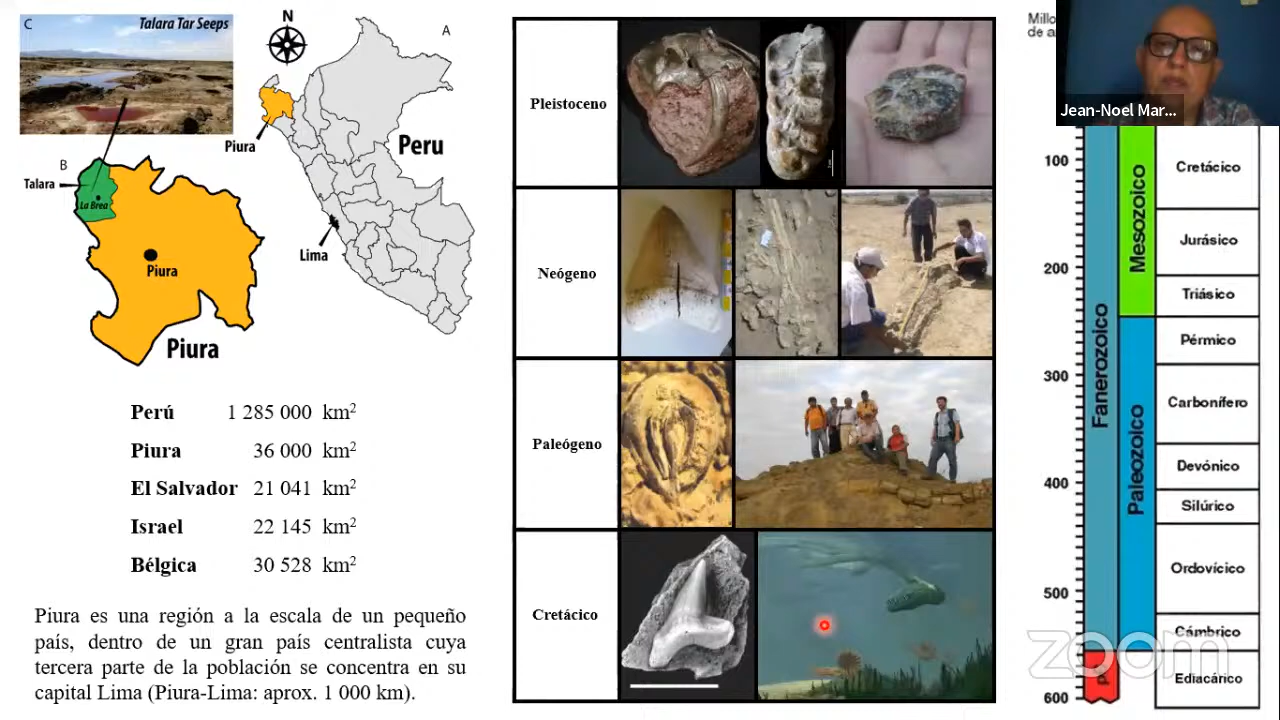 C
Talara Tar Seeps
N
A
Piura
Peru
B
Talara
La Brea
Piura
Lima
Piura
Perú 1 285 000 km²
Piura 36 000 km²
El Salvador 21 041 km²
Israel 22 145 km²
Bélgica 30 528 km²
Piura es una región a la escala de un pequeño
país, dentro de un gran país centralista cuya
tercera parte de la población se concentra en su
capital Lima (Piura-Lima: aprox. 1 000 km).
Pleistoceno
Neógeno
Paleógeno
Cretácico
Millo
de a
Jean-Noel Mar...
100
200
300
400
500
600
Fanerozoico
P
Mesozoico
Paleozoico
Cretácico
Jurásico
Triásico
Pérmico
Carbonífero
Devónico
Silúrico
Ordovícico
Cámbrico
Ediacárico
zoom